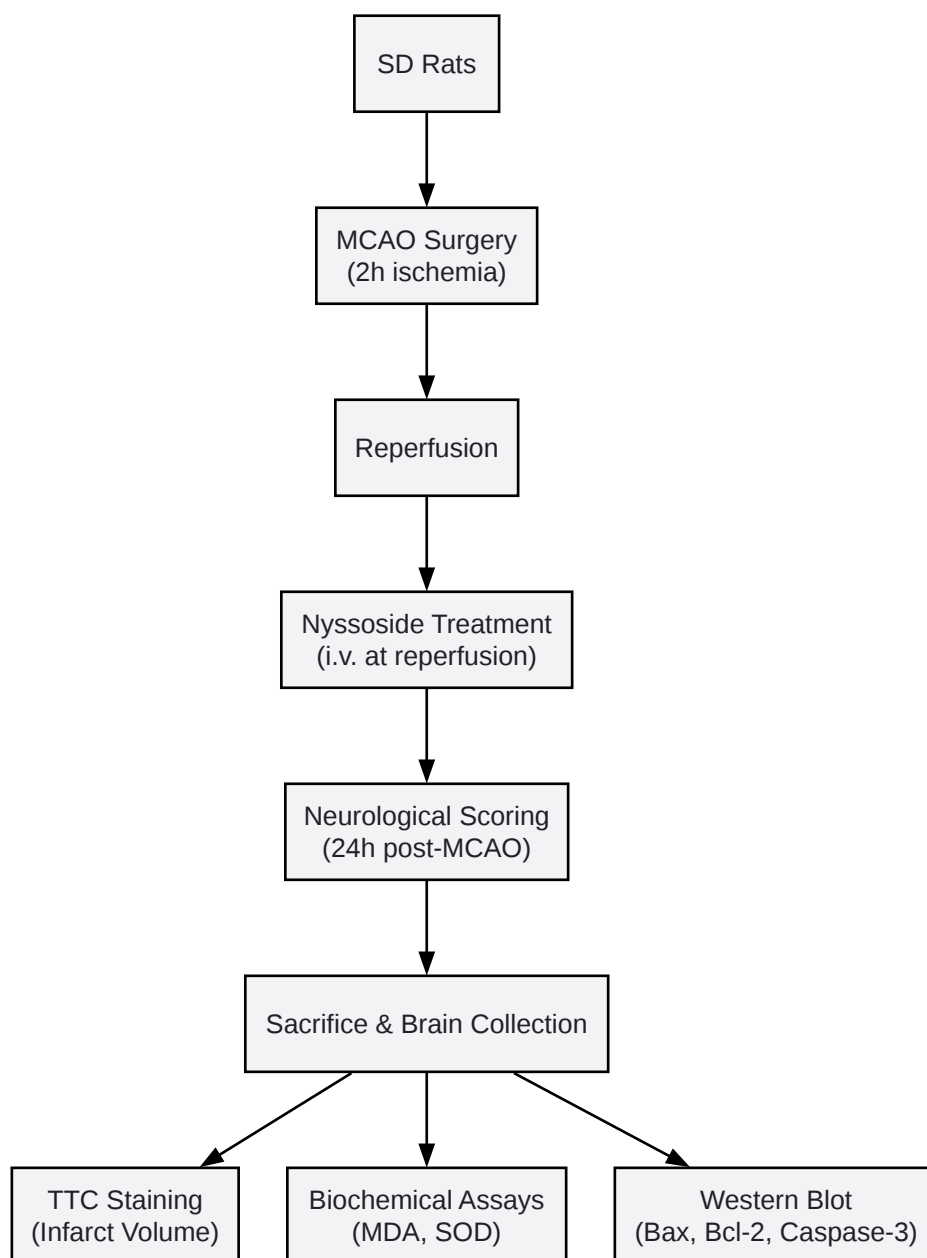 SD Rats
MCAO Surgery
(2h ischemia)
Reperfusion
Nyssoside Treatment
(i.v. at reperfusion)
Neurological Scoring
(24h post-MCAO)
Sacrifice & Brain Collection
TTC Staining
(Infarct Volume)
Biochemical Assays
(MDA, SOD)
Western Blot
(Bax, Bcl-2, Caspase-3)